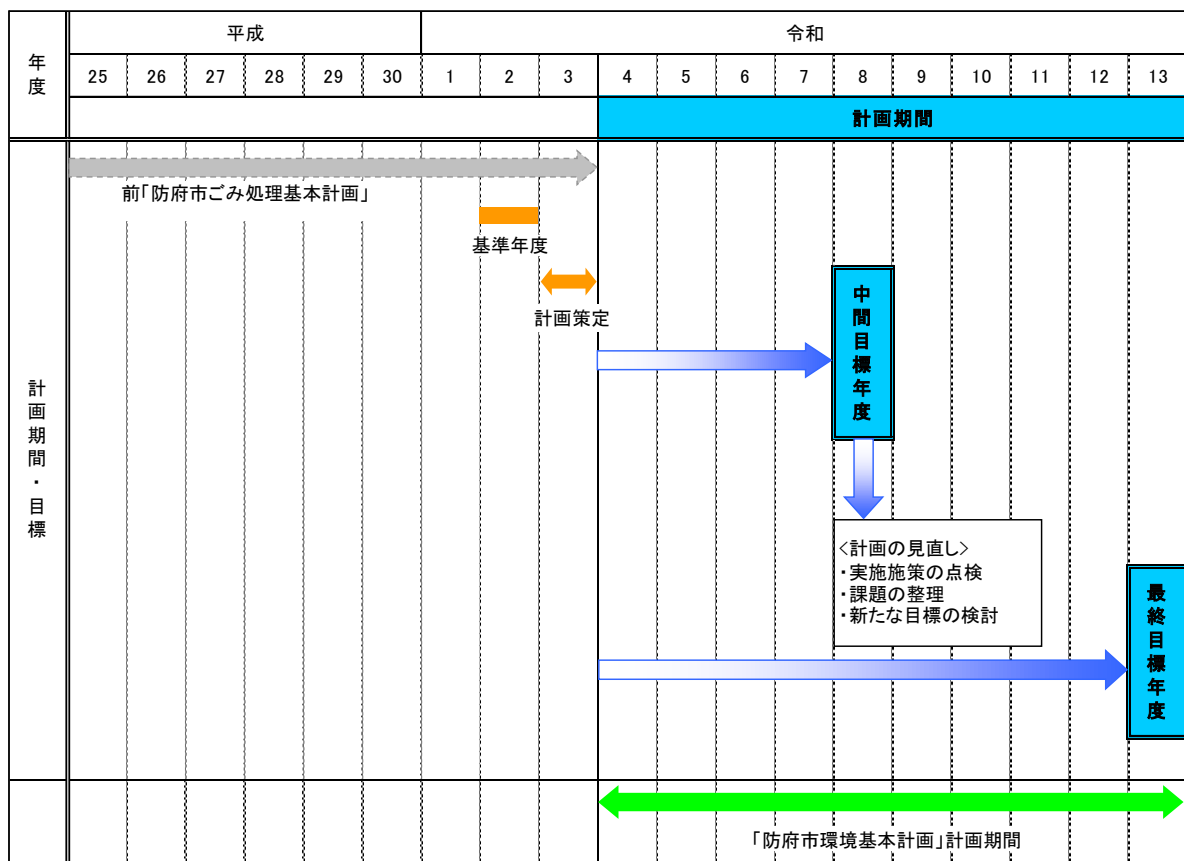 年度
平成
令和
25 26 27 28 29 30 1 2 3 4 5 6 7 8 9 10 11 12 13
計画期間
計画期間・目標
前「防府市ごみ処理基本計画」
基準年度
計画策定
中間目標年度
<計画の見直し>
・実施施策の点検
・課題の整理
・新たな目標の検討
最終目標年度
「防府市環境基本計画」計画期間